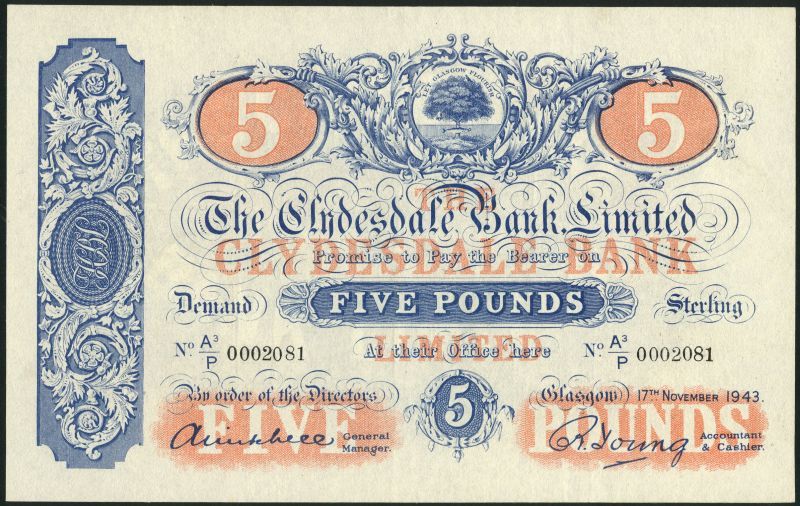 LET GLASGOW FLOURISH
5 5
THE
The Clydesdale Bank, Limited
CLYDESDALE BANK
Promise to Pay the Bearer on
Demand FIVE POUNDS Sterling
LIMITED
No A3/P 0002081 At their Office here No A3/P 0002081
By order of the Directors 5 Glasgow 17TH NOVEMBER 1943.
FIVE POUNDS
General Manager.
R. Young Accountant & Cashier.